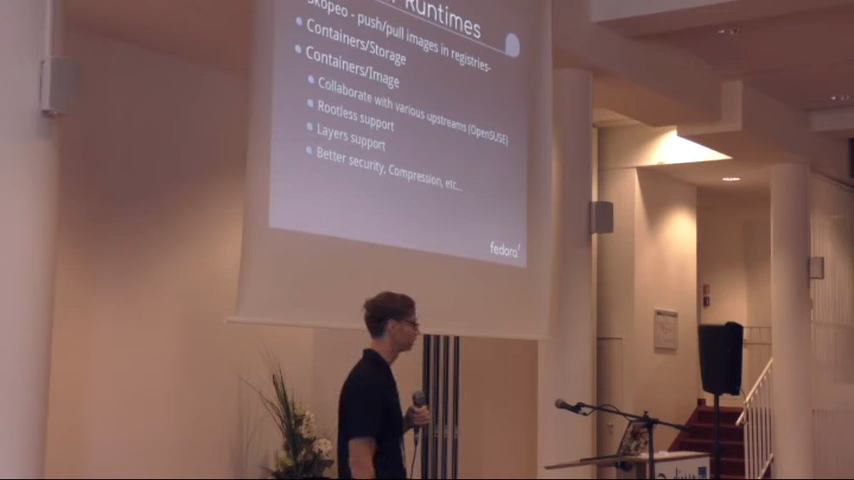 Runtimes
Skopeo - push/pull images in registries-
Containers/Storage
Containers/Image
Collaborate with various upstreams (OpenSUSE)
Rootless support
Layers support
Better security, Compression, etc...
fedora